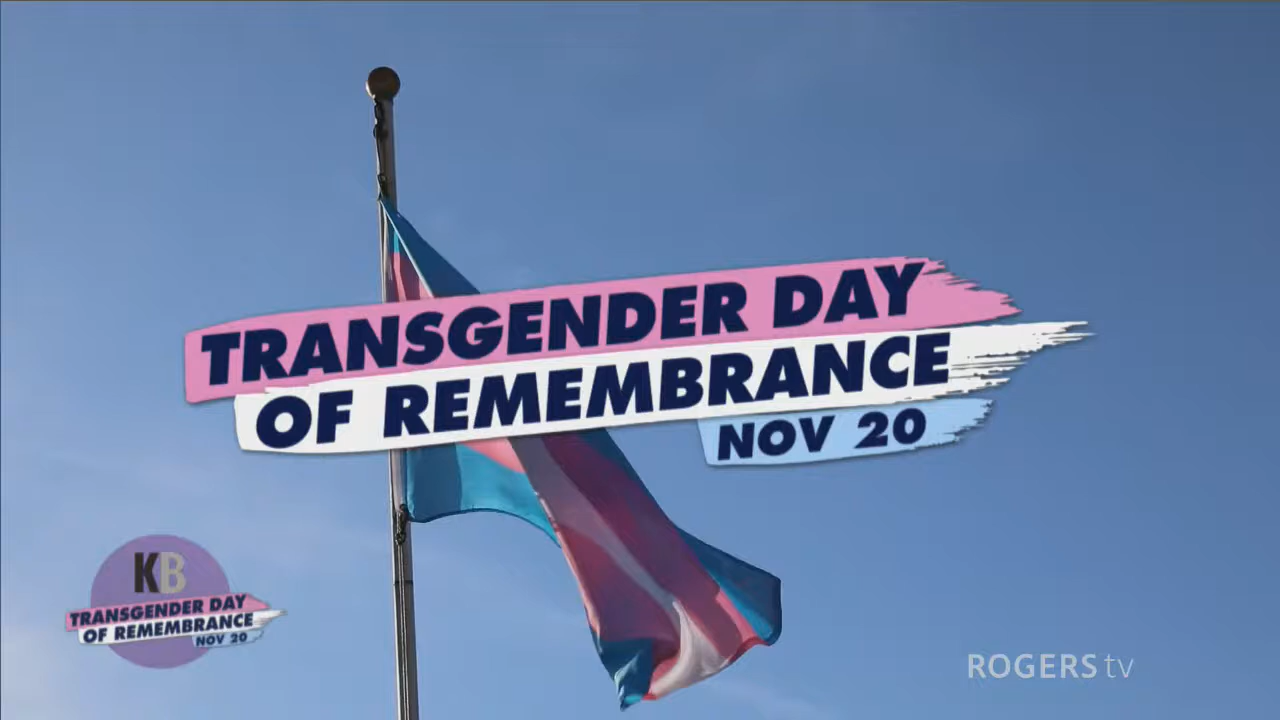 TRANSGENDER DAY
OF REMEMBRANCE
NOV 20
KB
TRANSGENDER DAY
OF REMEMBRANCE
NOV 20
ROGERS tv